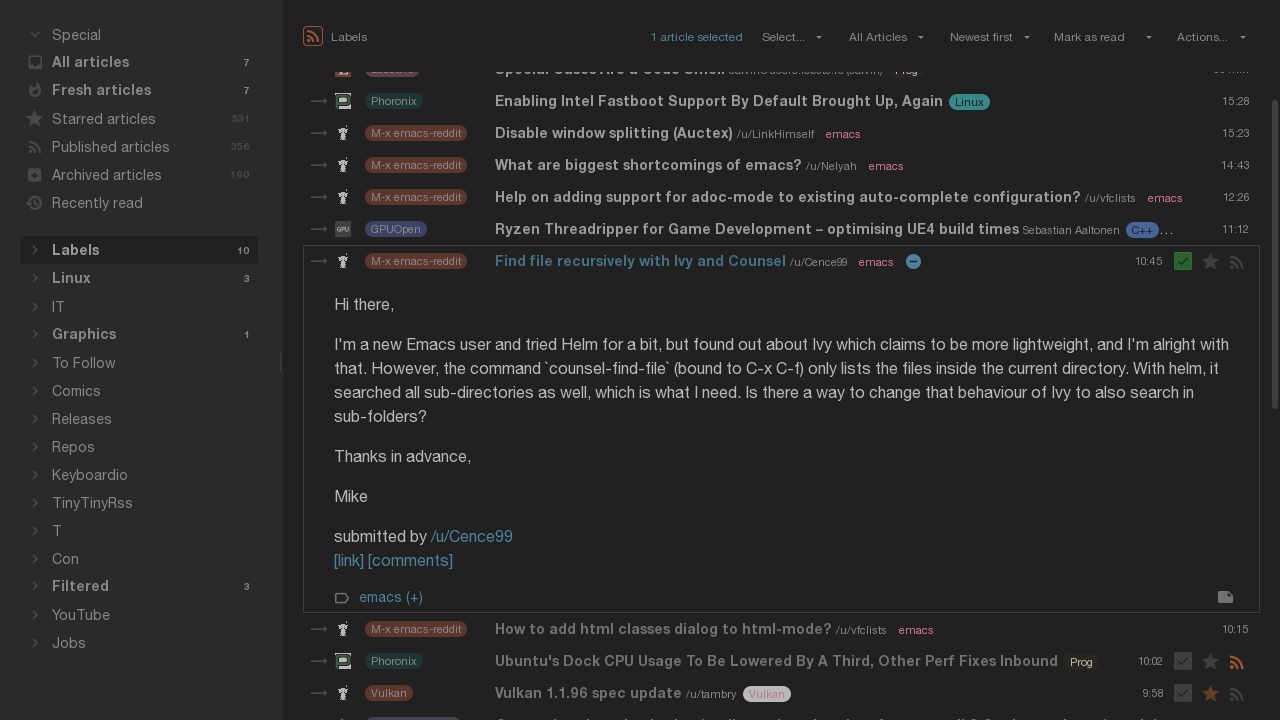 Special
All articles 7
Fresh articles 7
Starred articles 531
Published articles 356
Archived articles 190
Recently read
Labels 10
Linux 3
IT
Graphics 1
To Follow
Comics
Releases
Repos
Keyboardio
TinyTinyRss
T
Con
Filtered 3
YouTube
Jobs
Labels 1 article selected Select... All Articles Newest first Mark as read Actions...
Special Cases Are a Code Smell Prog
Phoronix Enabling Intel Fastboot Support By Default Brought Up, Again Linux 15:28
M-x emacs-reddit Disable window splitting (Auctex) /u/LinkHimself emacs 15:23
M-x emacs-reddit What are biggest shortcomings of emacs? /u/Nelyah emacs 14:43
M-x emacs-reddit Help on adding support for adoc-mode to existing auto-complete configuration? /u/vfclists emacs 12:26
GPU GPUOpen Ryzen Threadripper for Game Development – optimising UE4 build times Sebastian Aaltonen C++ ... 11:12
M-x emacs-reddit Find file recursively with Ivy and Counsel /u/Cence99 emacs 10:45
Hi there,
I'm a new Emacs user and tried Helm for a bit, but found out about Ivy which claims to be more lightweight, and I'm alright with
that. However, the command `counsel-find-file` (bound to C-x C-f) only lists the files inside the current directory. With helm, it
searched all sub-directories as well, which is what I need. Is there a way to change that behaviour of Ivy to also search in
sub-folders?
Thanks in advance,
Mike
submitted by /u/Cence99
[link] [comments]
emacs (+)
M-x emacs-reddit How to add html classes dialog to html-mode? /u/vfclists emacs 10:15
Phoronix Ubuntu's Dock CPU Usage To Be Lowered By A Third, Other Perf Fixes Inbound Prog 10:02
Vulkan Vulkan 1.1.96 spec update /u/tambry Vulkan 9:58